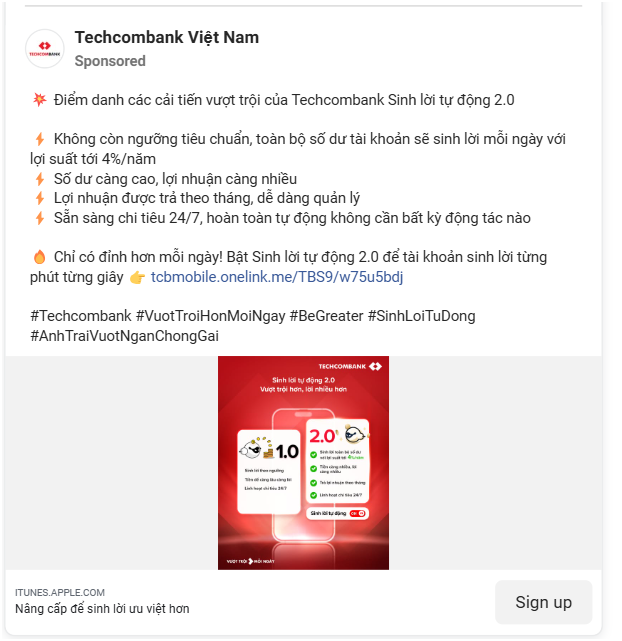 Techcombank Việt Nam
Sponsored
💥 Điểm danh các cải tiến vượt trội của Techcombank Sinh lời tự động 2.0
⚡ Không còn ngưỡng tiêu chuẩn, toàn bộ số dư tài khoản sẽ sinh lời mỗi ngày với
lợi suất tới 4%/năm
⚡ Số dư càng cao, lợi nhuận càng nhiều
⚡ Lợi nhuận được trả theo tháng, dễ dàng quản lý
⚡ Sẵn sàng chi tiêu 24/7, hoàn toàn tự động không cần bất kỳ động tác nào
🔥 Chỉ có đỉnh hơn mỗi ngày! Bật Sinh lời tự động 2.0 để tài khoản sinh lời từng
phút từng giây 👉 tcbmobile.onelink.me/TBS9/w75u5bdj
#Techcombank #VuotTroiHonMoiNgay #BeGreater #SinhLoiTuDong
#AnhTraiVuotNganChongGai
TECHCOMBANK
Sinh lời tự động 2.0
Vượt trội hơn, lời nhiều hơn
1.0
Sinh lời theo ngưỡng
Tiền để càng lâu càng lời
Linh hoạt chi tiêu 24/7
2.0
Sinh lời toàn bộ số dư
với lợi suất tới 4%/năm
Tiền càng nhiều, lời
càng nhiều
Trả lợi nhuận theo tháng
Linh hoạt chi tiêu 24/7
Sinh lời tự động
VƯỢT TRỘI MỖI NGÀY
ITUNES.APPLE.COM
Nâng cấp để sinh lời ưu việt hơn
Sign up